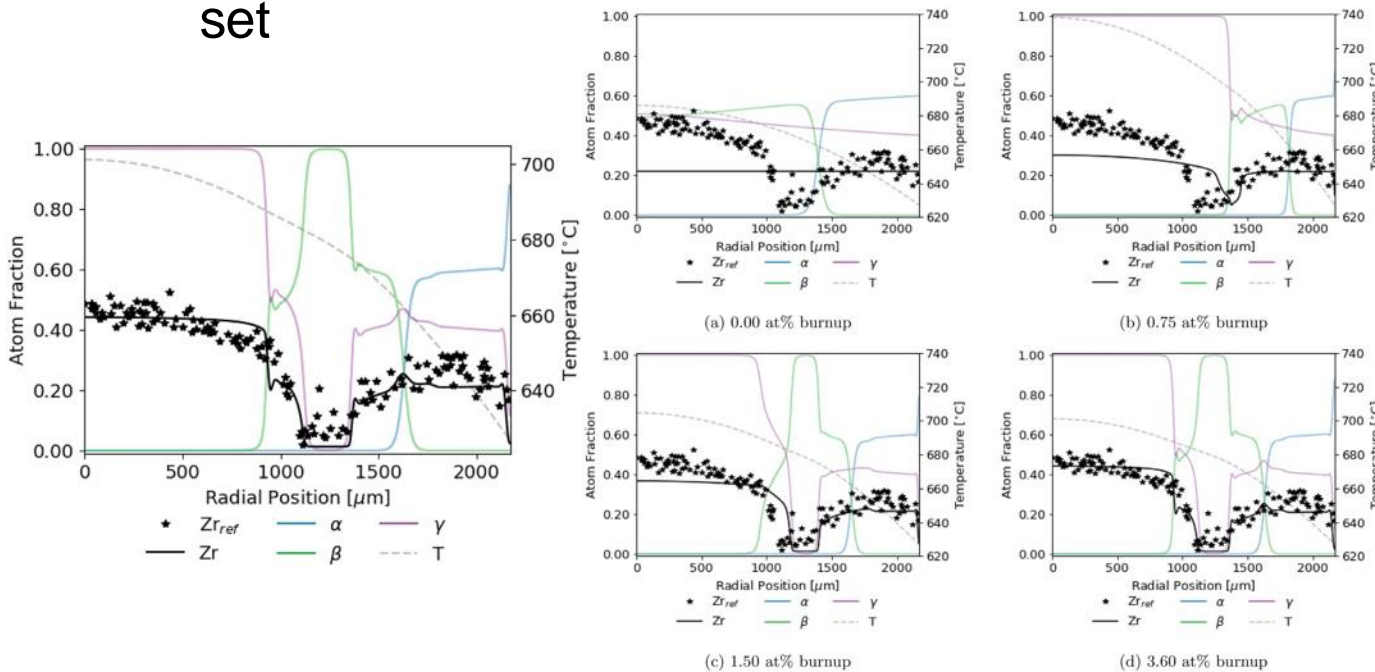 set
1.00
0.80
0.60
0.40
0.20
0.00
Atom Fraction
700
680
660
640
Temperature [°C]
0 500 1000 1500 2000
Radial Position [μm]
★ Zr_ref α γ
Zr β T
1.00
0.80
0.60
0.40
0.20
0.00
Atom Fraction
740
720
700
680
660
640
620
Temperature [°C]
0 500 1000 1500 2000
Radial Position [μm]
★ Zr_ref α γ
Zr β T
(a) 0.00 at% burnup
1.00
0.80
0.60
0.40
0.20
0.00
Atom Fraction
740
720
700
680
660
640
620
Temperature [°C]
0 500 1000 1500 2000
Radial Position [μm]
★ Zr_ref α γ
Zr β T
(b) 0.75 at% burnup
1.00
0.80
0.60
0.40
0.20
0.00
Atom Fraction
740
720
700
680
660
640
620
Temperature [°C]
0 500 1000 1500 2000
Radial Position [μm]
★ Zr_ref α γ
Zr β T
(c) 1.50 at% burnup
1.00
0.80
0.60
0.40
0.20
0.00
Atom Fraction
740
720
700
680
660
640
620
Temperature [°C]
0 500 1000 1500 2000
Radial Position [μm]
★ Zr_ref α γ
Zr β T
(d) 3.60 at% burnup